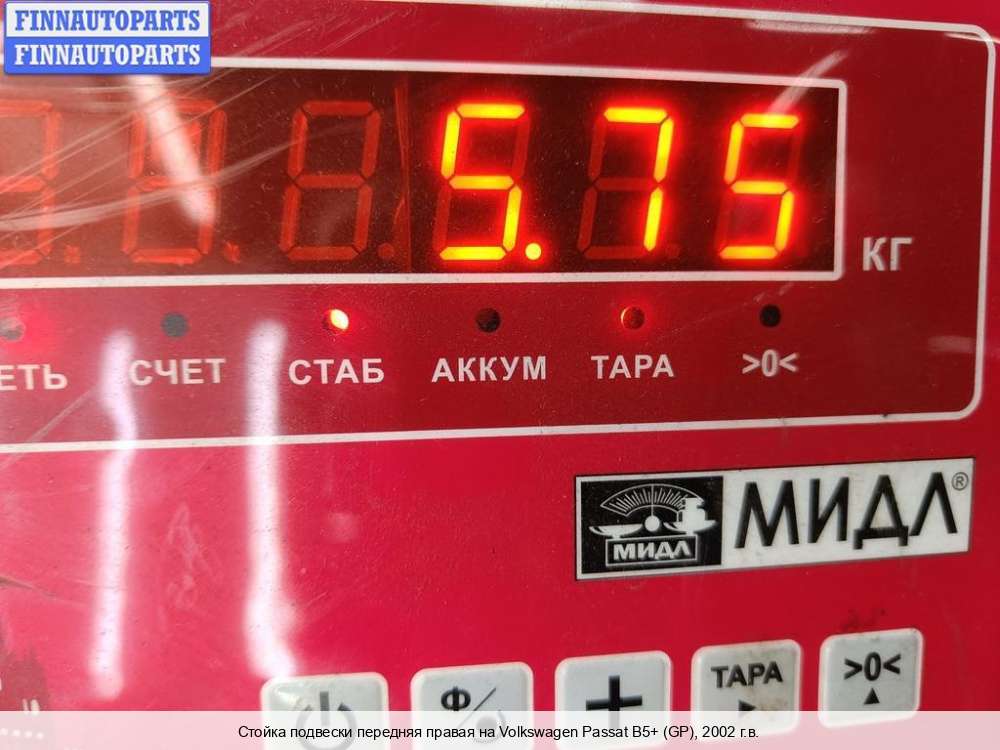 FINNAUTOPARTS
FINNAUTOPARTS
5.75
КГ
ЕТЬ СЧЕТ СТАБ АККУМ ТАРА >0<
МИДЛ МИДЛ®
Ф/
+
ТАРА
>0<
Стойка подвески передняя правая на Volkswagen Passat B5+ (GP), 2002 г.в.